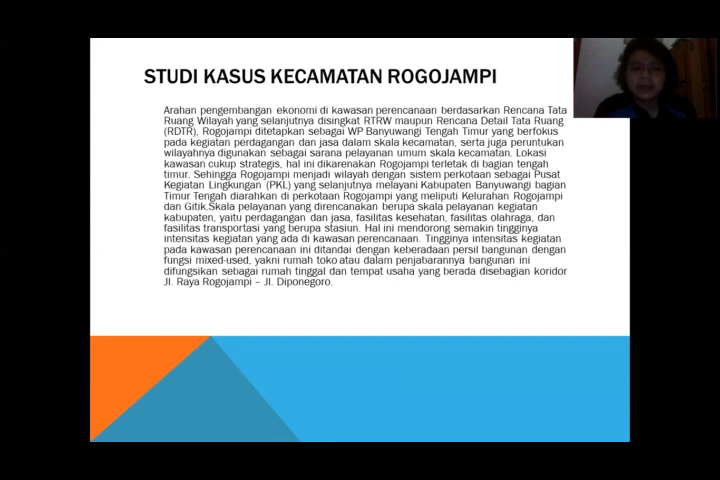 STUDI KASUS KECAMATAN ROGOJAMPI
Arahan pengembangan ekonomi di kawasan perencanaan berdasarkan Rencana Tata
Ruang Wilayah yang selanjutnya disingkat RTRW maupun Rencana Detail Tata Ruang
(RDTR), Rogojampi ditetapkan sebagai WP Banyuwangi Tengah Timur yang berfokus
pada kegiatan perdagangan dan jasa dalam skala kecamatan, serta juga peruntukan
wilayahnya digunakan sebagai sarana pelayanan umum skala kecamatan. Lokasi
kawasan cukup strategis, hal ini dikarenakan Rogojampi terletak di bagian tengah
timur. Sehingga Rogojampi menjadi wilayah dengan sistem perkotaan sebagai Pusat
Kegiatan Lingkungan (PKL) yang selanjutnya melayani Kabupaten Banyuwangi bagian
Timur Tengah diarahkan di perkotaan Rogojampi yang meliputi Kelurahan Rogojampi
dan Gitik.Skala pelayanan yang direncanakan berupa skala pelayanan kegiatan
kabupaten, yaitu perdagangan dan jasa, fasilitas kesehatan, fasilitas olahraga, dan
fasilitas transportasi yang berupa stasiun. Hal ini mendorong semakin tingginya
intensitas kegiatan yang ada di kawasan perencanaan. Tingginya intensitas kegiatan
pada kawasan perencanaan ini ditandai dengan keberadaan persil bangunan dengan
fungsi mixed-used, yakni rumah toko atau dalam penjabarannya bangunan ini
difungsikan sebagai rumah tinggal dan tempat usaha yang berada disebagian koridor
Jl. Raya Rogojampi – Jl. Diponegoro.